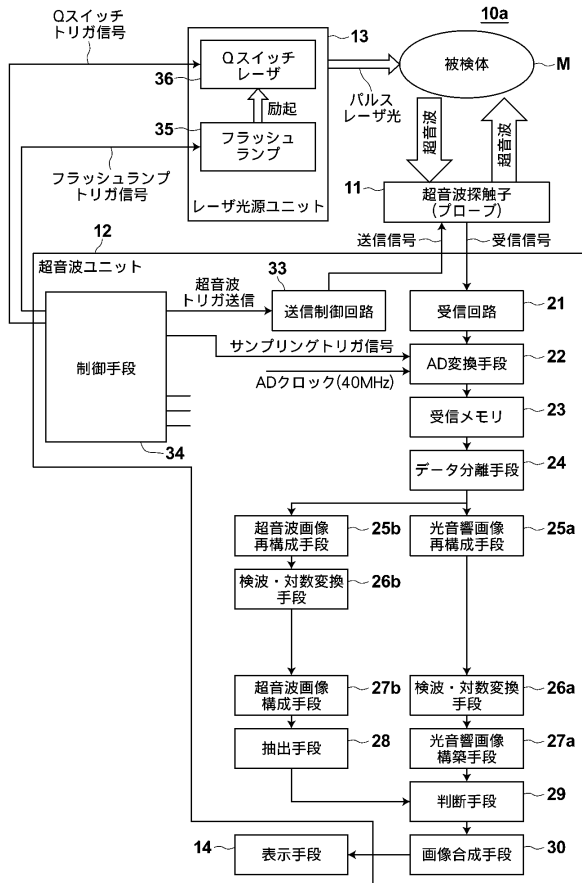 10a
Qスイッチ
トリガ信号
13
36
Qスイッチ
レーザ
被検体
M
励起
パルス
レーザ光
35
フラッシュ
ランプ
超音波
超音波
フラッシュランプ
トリガ信号
レーザ光源ユニット
11
超音波探触子
(プローブ)
12
送信信号
受信信号
超音波ユニット
超音波
トリガ送信
33
送信制御回路
受信回路
21
サンプリングトリガ信号
制御手段
AD変換手段
22
ADクロック(40MHz)
受信メモリ
23
34
データ分離手段
24
超音波画像
再構成手段
25b
光音響画像
再構成手段
25a
検波・対数変換
手段
26b
超音波画像
構成手段
27b
検波・対数変換
手段
26a
抽出手段
28
光音響画像
構築手段
27a
判断手段
29
14
表示手段
画像合成手段
30